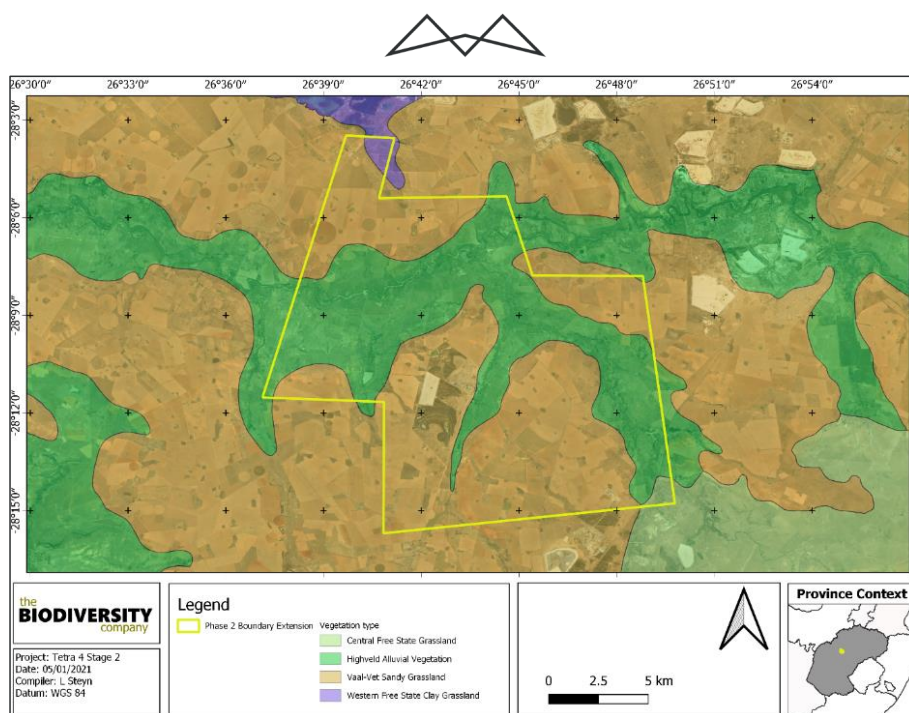 26°30'0" 26°33'0" 26°36'0" 26°39'0" 26°42'0" 26°45'0" 26°48'0" 26°51'0" 26°54'0"
-28°3'0"
-28°6'0"
-28°9'0"
-28°12'0"
-28°15'0"
the
BIODIVERSITY
company
Project: Tetra 4 Stage 2
Date: 05/01/2021
Compiler: L Steyn
Datum: WGS 84
Legend
Phase 2 Boundary Extension
Vegetation type
Central Free State Grassland
Highveld Alluvial Vegetation
Vaal-Vet Sandy Grassland
Western Free State Clay Grassland
0 2.5 5 km
Province Context